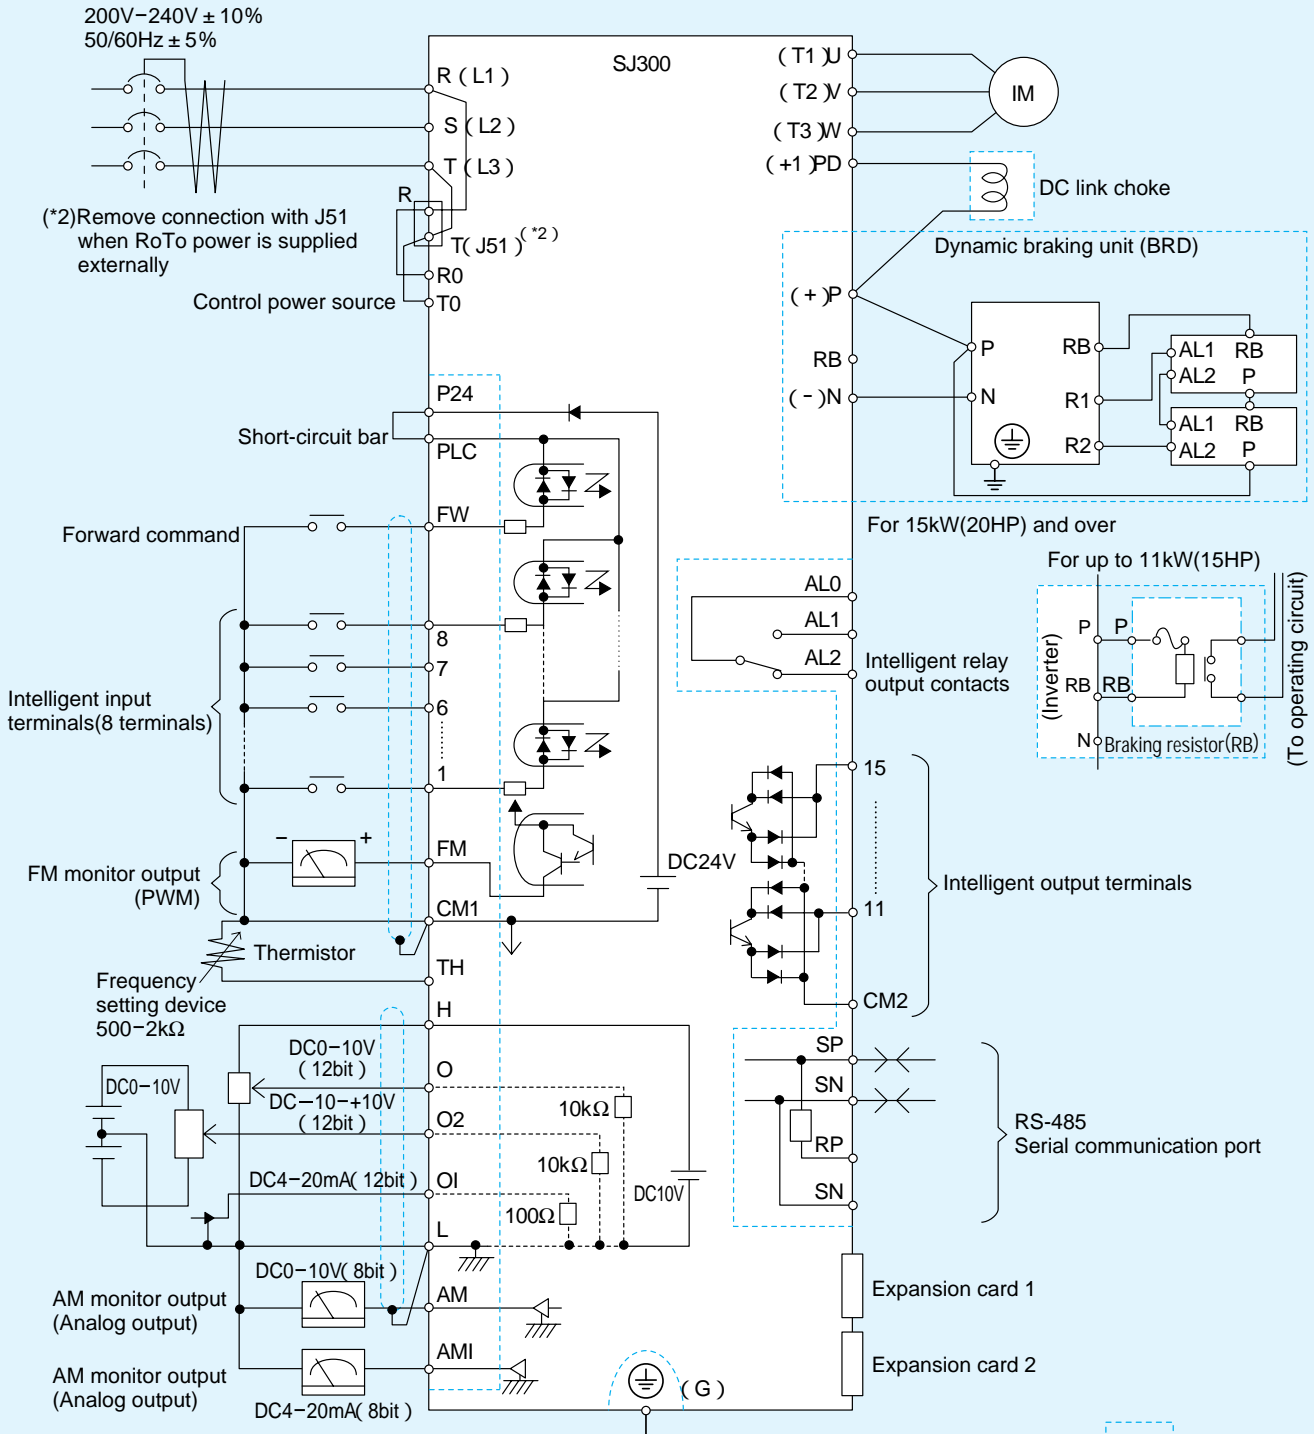 200V−240V ± 10%
50/60Hz ± 5%
SJ300
R ( L1 )
S ( L2 )
T ( L3 )
R
T( J51 ) (*2)
R0
T0
(*2)Remove connection with J51
when RoTo power is supplied
externally
Control power source
( T1 )U
( T2 )V
( T3 )W
( +1 )PD
IM
DC link choke
Dynamic braking unit (BRD)
( + )P
RB
( - )N
P
N
RB
R1
R2
AL1 RB
AL2 P
AL1 RB
AL2 P
For 15kW(20HP) and over
For up to 11kW(15HP)
(Inverter)
P
P
RB
RB
N
Braking resistor(RB)
(To operating circuit)
P24
Short-circuit bar
PLC
FW
Forward command
8
7
6
1
Intelligent input
terminals(8 terminals)
−
+
FM
FM monitor output
(PWM)
DC24V
CM1
Thermistor
TH
Frequency
setting device
500−2kΩ
AL0
AL1
AL2
Intelligent relay
output contacts
15
11
Intelligent output terminals
CM2
H
DC0−10V
( 12bit )
O
DC0−10V
DC−10−+10V
( 12bit )
O2
10kΩ
10kΩ
DC4−20mA( 12bit )
OI
100Ω
DC10V
L
SP
SN
RP
SN
RS-485
Serial communication port
DC0−10V( 8bit )
AM monitor output
(Analog output)
AM
AMI
AM monitor output
(Analog output)
DC4−20mA( 8bit )
( G )
Expansion card 1
Expansion card 2